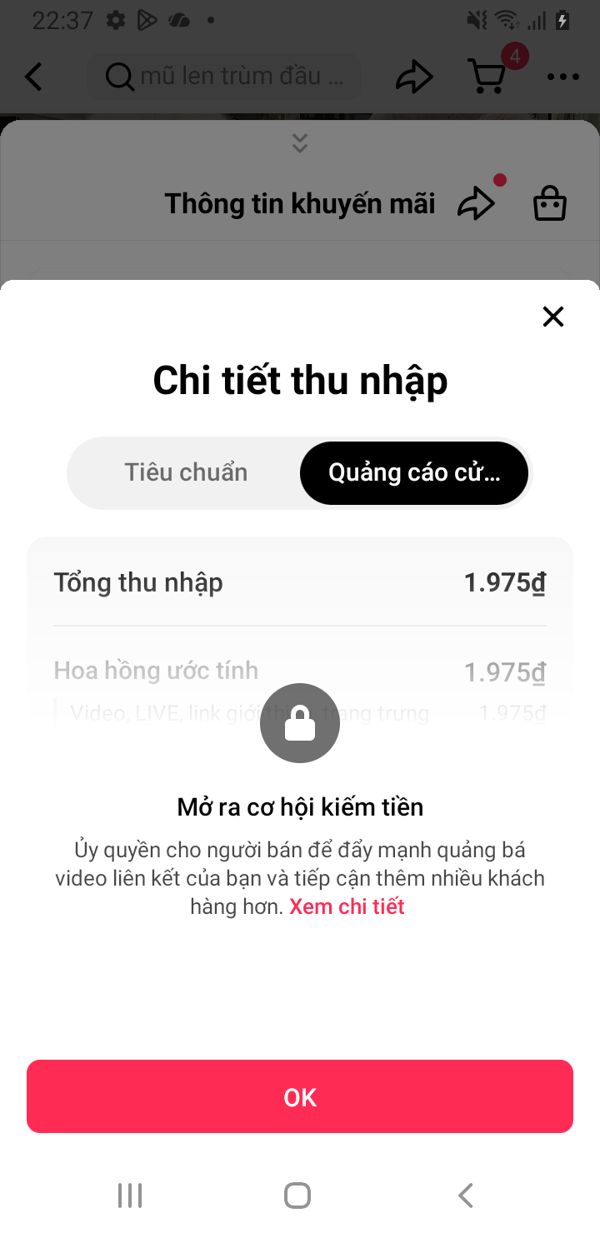 22:37
4
mũ len trùm đầu ...
Thông tin khuyến mãi
Chi tiết thu nhập
Tiêu chuẩn
Quảng cáo cử...
Tổng thu nhập 1.975₫
Hoa hồng ước tính 1.975₫
Video, LIVE, link giới thiệu, trang trưng 1.975₫
Mở ra cơ hội kiếm tiền
Ủy quyền cho người bán để đẩy mạnh quảng bá
video liên kết của bạn và tiếp cận thêm nhiều khách
hàng hơn. Xem chi tiết
OK